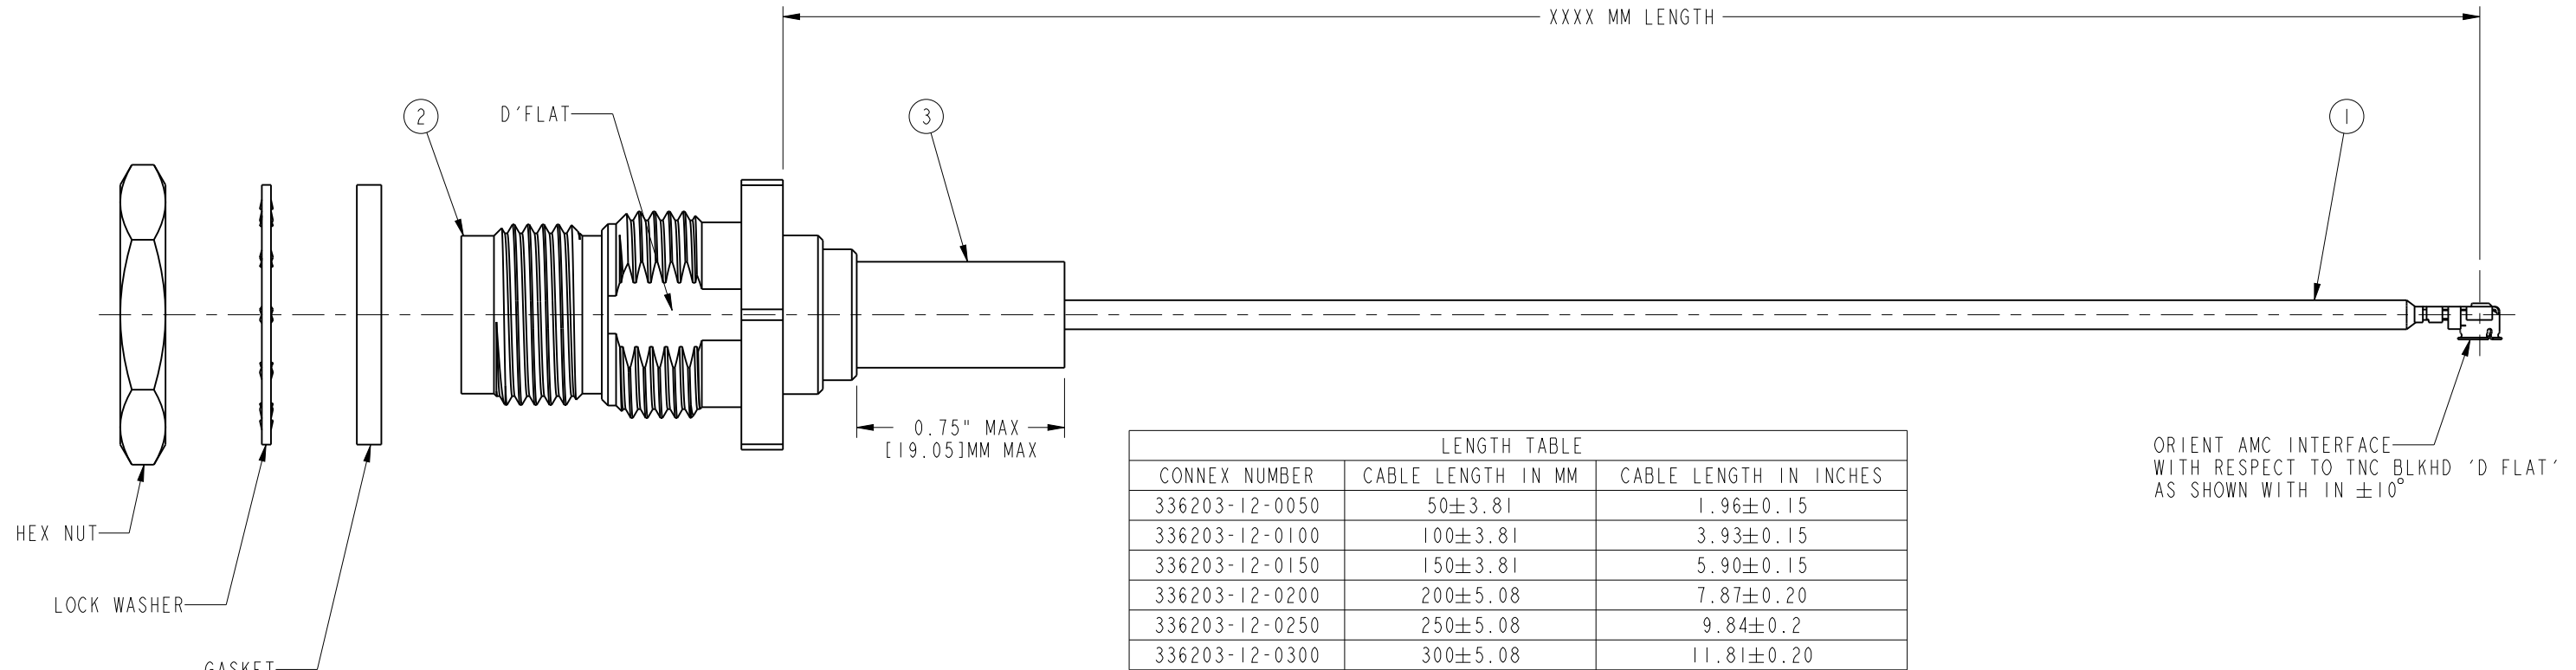 XXXX MM LENGTH
2
D'FLAT
3
1
0.75" MAX
[19.05]MM MAX
HEX NUT
LOCK WASHER
GASKET
LENGTH TABLE
CONNEX NUMBER CABLE LENGTH IN MM CABLE LENGTH IN INCHES
336203-12-0050 50±3.81 1.96±0.15
336203-12-0100 100±3.81 3.93±0.15
336203-12-0150 150±3.81 5.90±0.15
336203-12-0200 200±5.08 7.87±0.20
336203-12-0250 250±5.08 9.84±0.2
336203-12-0300 300±5.08 11.81±0.20
ORIENT AMC INTERFACE
WITH RESPECT TO TNC BLKHD 'D FLAT'
AS SHOWN WITH IN ±10°